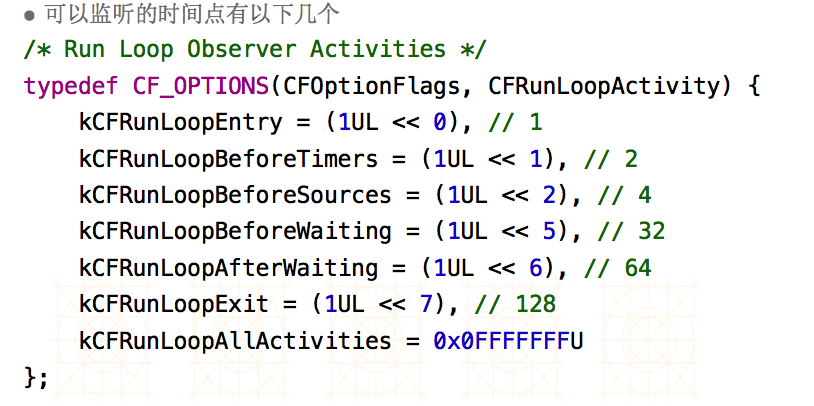 ● 可以监听的时间点有以下几个
/* Run Loop Observer Activities */
typedef CF_OPTIONS(CFOptionFlags, CFRunLoopActivity) {
    kCFRunLoopEntry = (1UL << 0), // 1
    kCFRunLoopBeforeTimers = (1UL << 1), // 2
    kCFRunLoopBeforeSources = (1UL << 2), // 4
    kCFRunLoopBeforeWaiting = (1UL << 5), // 32
    kCFRunLoopAfterWaiting = (1UL << 6), // 64
    kCFRunLoopExit = (1UL << 7), // 128
    kCFRunLoopAllActivities = 0x0FFFFFFFU
};